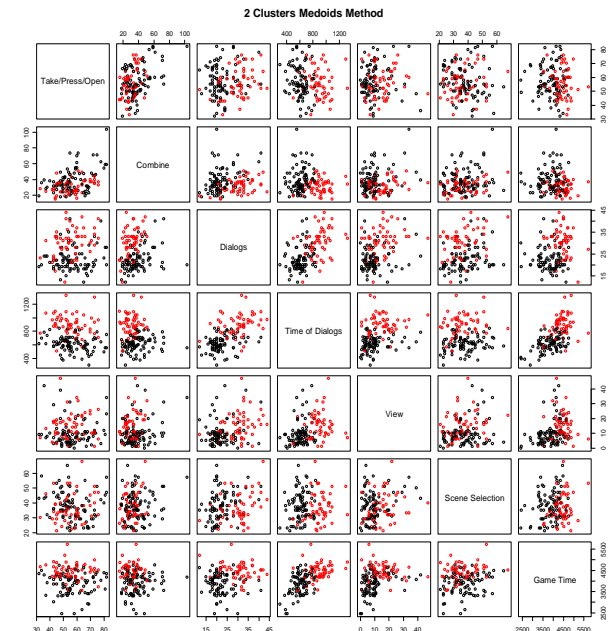 2 Clusters Medoids Method
20 40 60 80 100
400 800 1200
0 10 20 30 40
20 30 40 50 60
Take/Press/Open
30 40 50 60 70 80
20 40 60 80 100
Combine
Dialogs
15 25 35 45
400 800 1200
Time of Dialogs
View
0 10 20 30 40
20 30 40 50 60
Scene Selection
Game Time
2500 3500 4500 5500
30 40 50 60 70 80
15 25 35 45
0 10 20 30 40
2500 3500 4500 5500